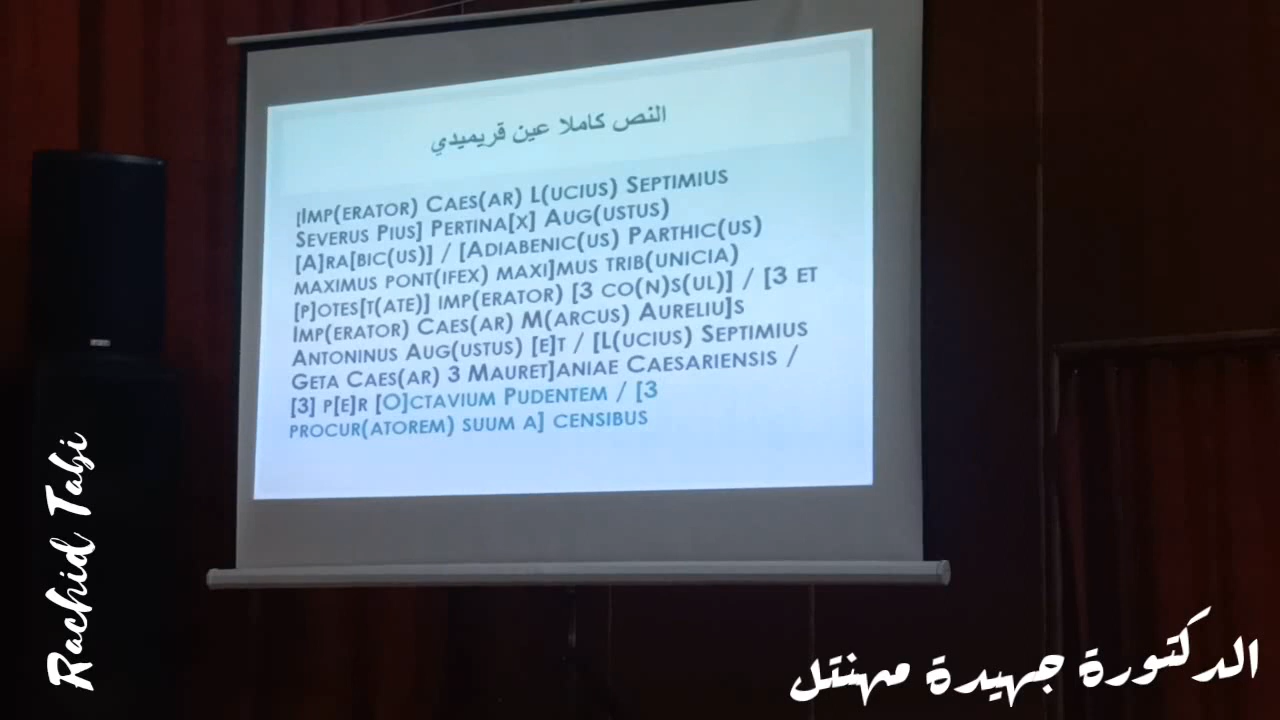 النص كاملا عين قريميدي
[IMP(ERATOR) CAES(AR) L(UCIUS) SEPTIMIUS
SEVERUS PIUS] PERTINA[X] AUG(USTUS)
[A]RA[BIC(US)] / [ADIABENIC(US) PARTHIC(US)
MAXIMUS PONT(IFEX) MAXI]MUS TRIB(UNICIA)
[P]OTES[T(ATE)] IMP(ERATOR) [3 CO(N)S(UL)] / [3 ET
IMP(ERATOR) CAES(AR) M(ARCUS) AURELIU]S
ANTONINUS AUG(USTUS) [E]T / [L(UCIUS) SEPTIMIUS
GETA CAES(AR) 3 MAURET]ANIAE CAESARIENSIS /
[3] P[E]R [O]CTAVIUM PUDENTEM / [3
PROCUR(ATOREM) SUUM A] CENSIBUS
Rachid Tabi
الدكتورة جهيدة مهنتل